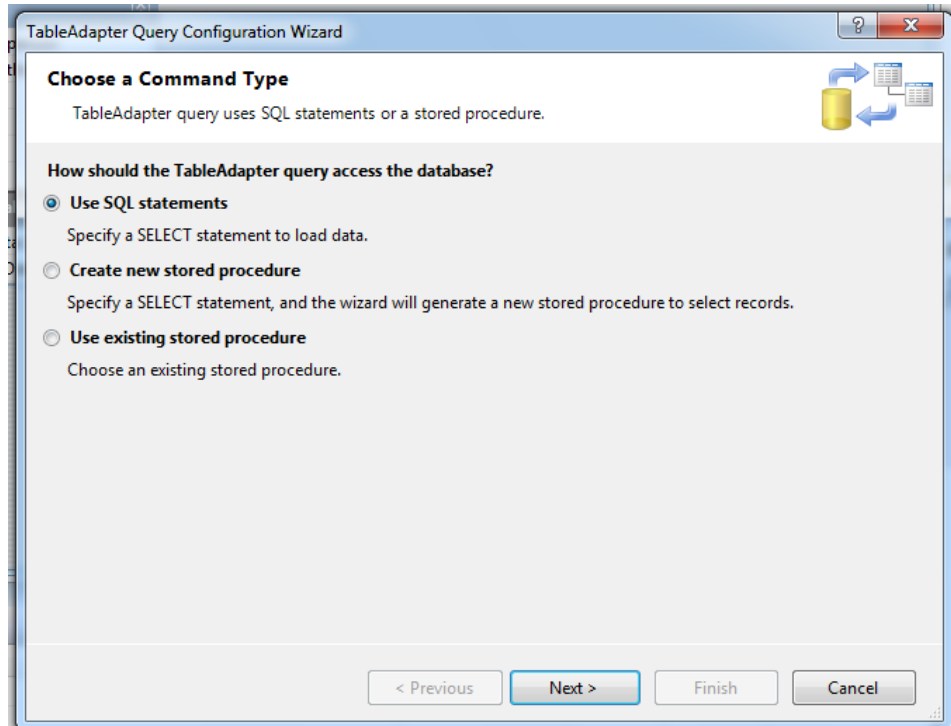 TableAdapter Query Configuration Wizard
Choose a Command Type
TableAdapter query uses SQL statements or a stored procedure.
How should the TableAdapter query access the database?
Use SQL statements
Specify a SELECT statement to load data.
Create new stored procedure
Specify a SELECT statement, and the wizard will generate a new stored procedure to select records.
Use existing stored procedure
Choose an existing stored procedure.
< Previous
Next >
Finish
Cancel